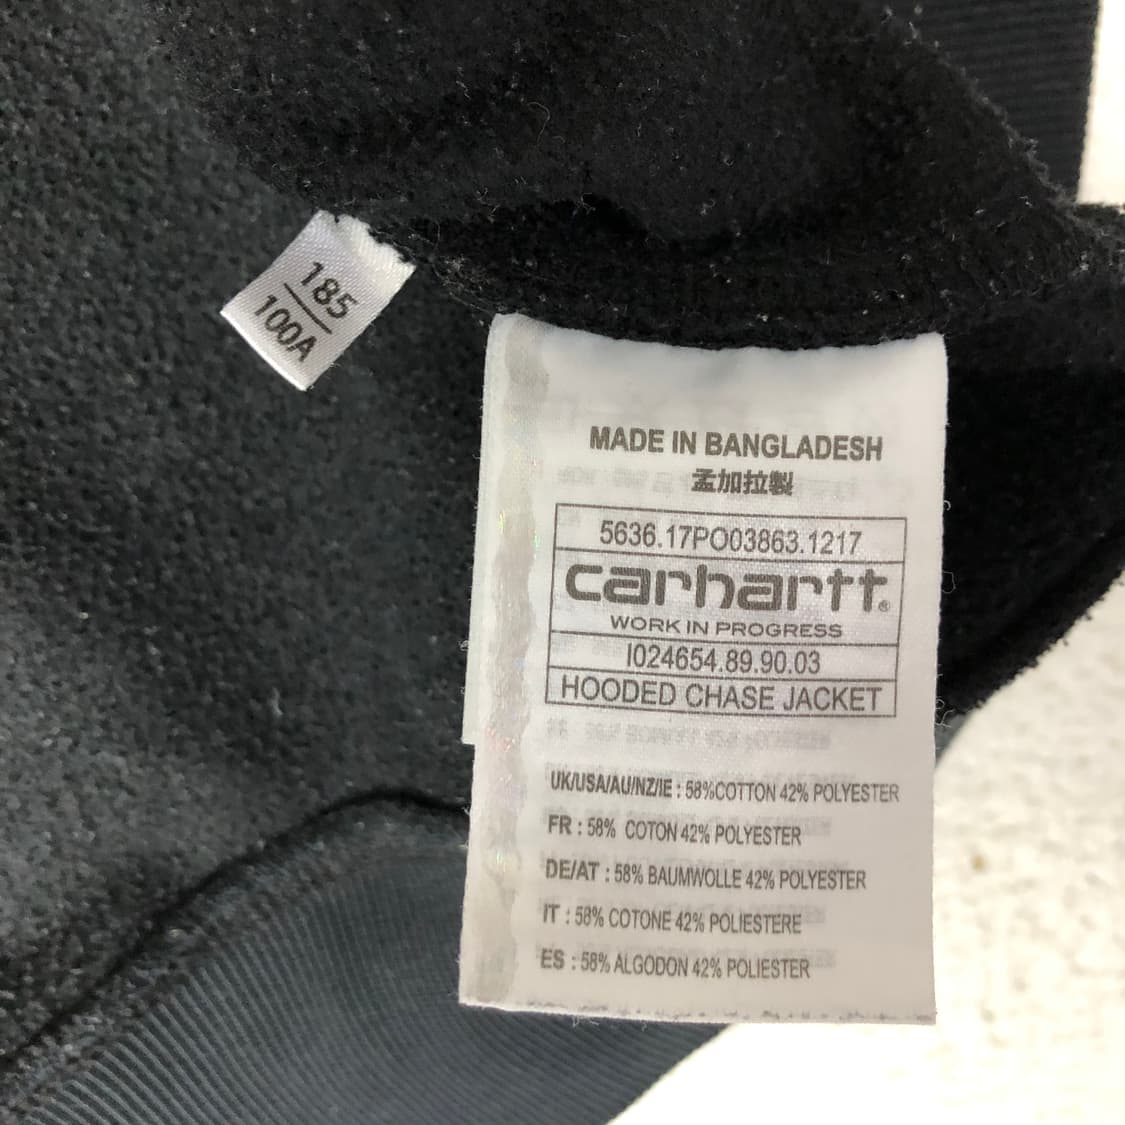 185
100A
MADE IN BANGLADESH
孟加拉製
5636.17PO03863.1217
carhartt®
WORK IN PROGRESS
I024654.89.90.03
HOODED CHASE JACKET
UK/USA/AU/NZ/IE : 58%COTTON 42% POLYESTER
FR : 58% COTON 42% POLYESTER
DE/AT : 58% BAUMWOLLE 42% POLYESTER
IT : 58% COTONE 42% POLIESTERE
ES : 58% ALGODON 42% POLIESTER